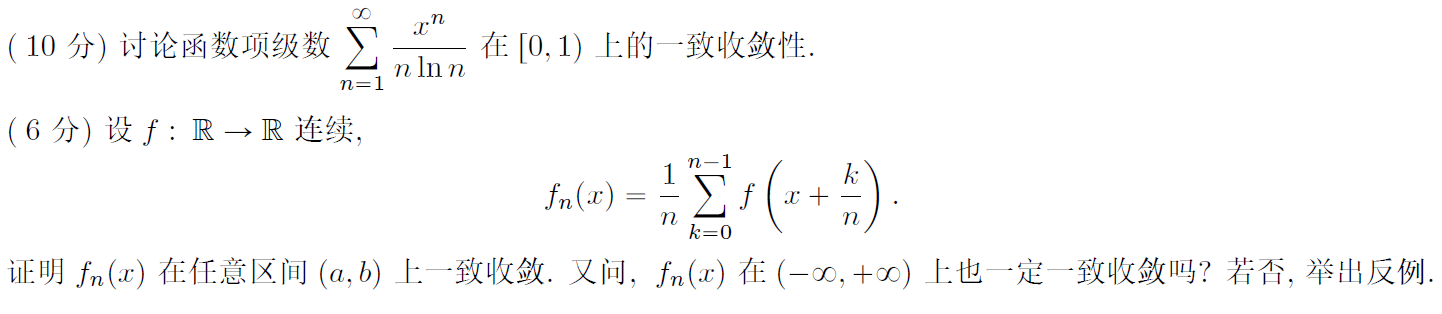 ( 10 分) 讨论函数项级数 $\sum_{n=1}^{\infty} \frac{x^n}{n \ln n}$ 在 [0, 1) 上的一致收敛性.
( 6 分) 设 $f : \mathbb{R} \to \mathbb{R}$ 连续,
$f_n(x) = \frac{1}{n} \sum_{k=0}^{n-1} f\left(x + \frac{k}{n}\right).$
证明 $f_n(x)$ 在任意区间 $(a, b)$ 上一致收敛. 又问, $f_n(x)$ 在 $(-\infty, +\infty)$ 上也一定一致收敛吗? 若否, 举出反例.